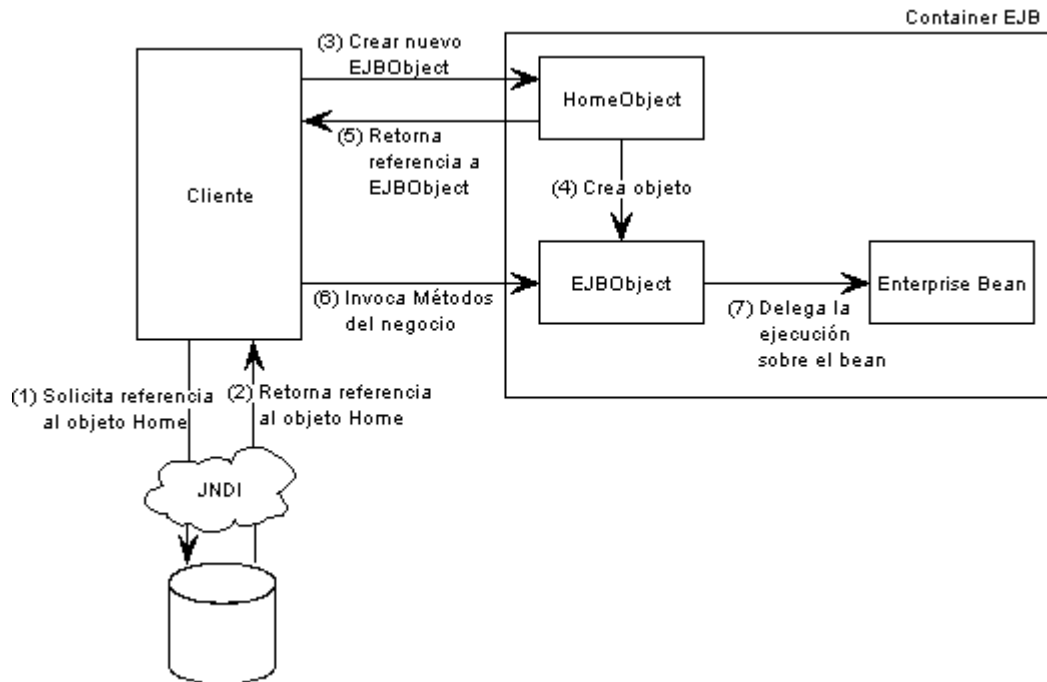 Container EJB
(3) Crear nuevo
EJBObject
HomeObject
(5) Retorna
referencia a
EJBObject
Cliente
(4) Crea objeto
EJBObject
Enterprise Bean
(6) Invoca Métodos
del negocio
(7) Delega la
ejecución
sobre el bean
(1) Solicita referencia
al objeto Home
(2) Retorna referencia
al objeto Home
JNDI